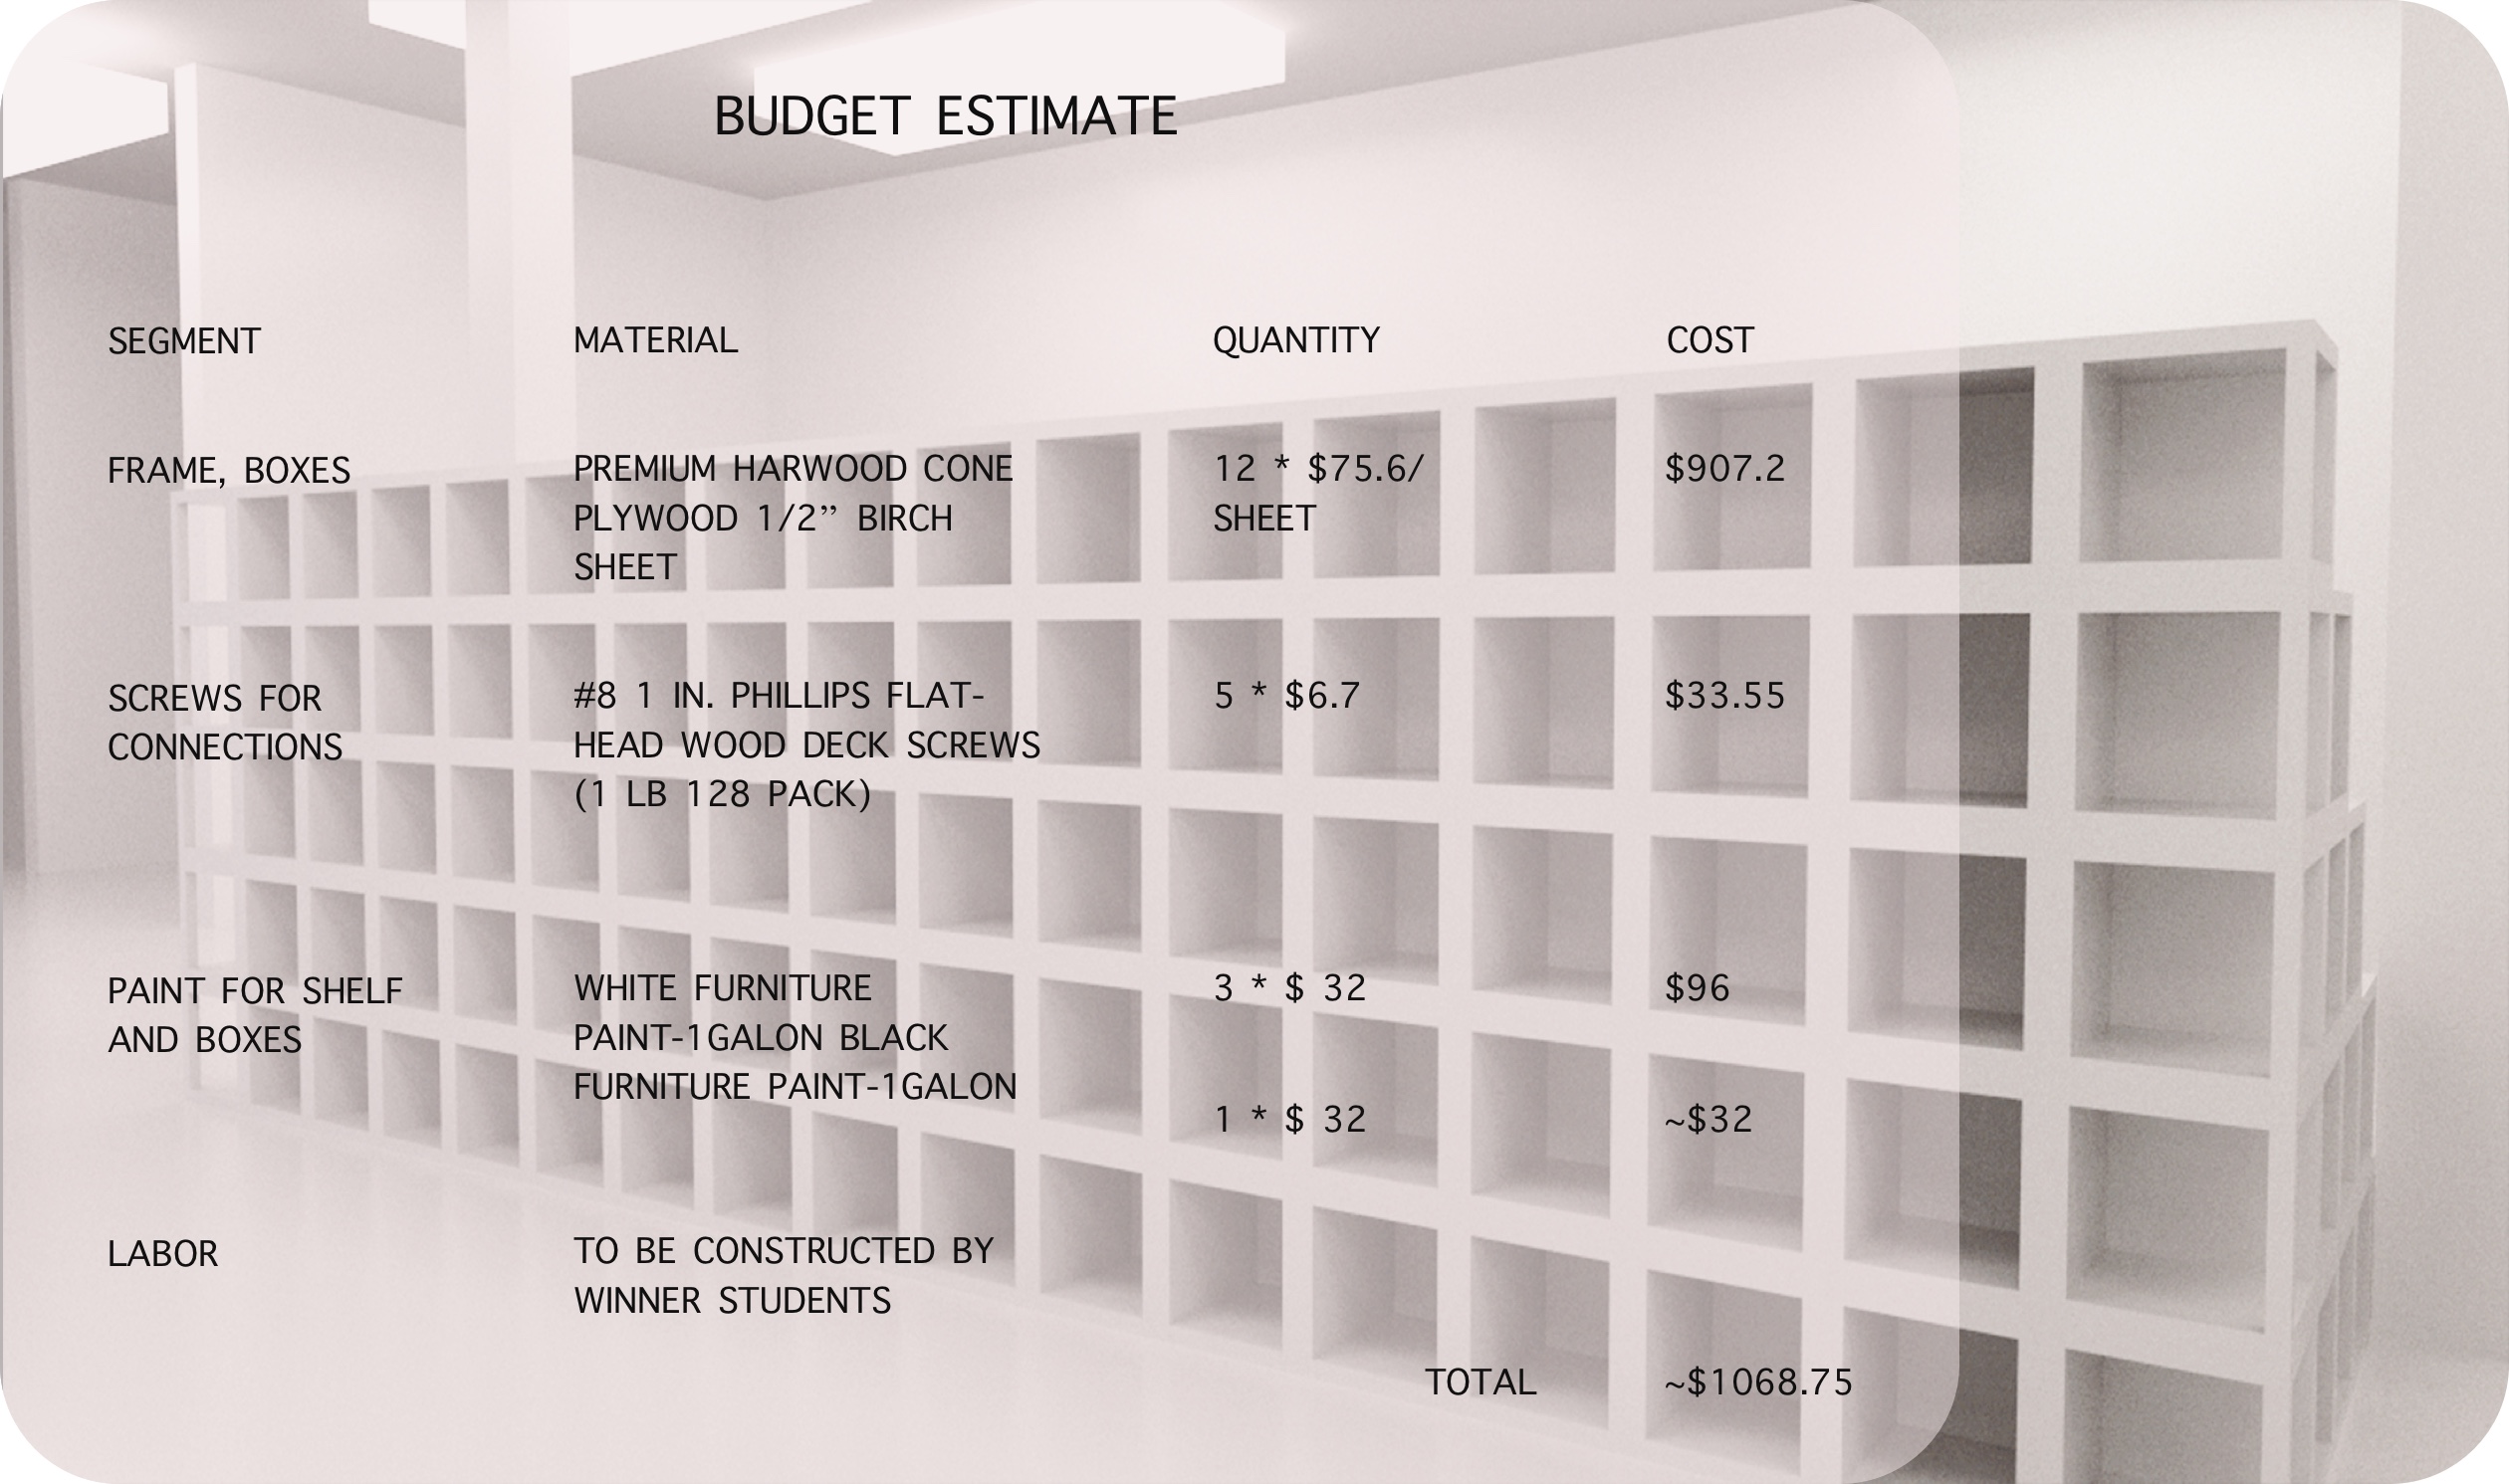 BUDGET ESTIMATE
SEGMENT MATERIAL QUANTITY COST
FRAME, BOXES PREMIUM HARWOOD CONE 12 * $75.6/ $907.2
PLYWOOD 1/2” BIRCH SHEET
SHEET
SCREWS FOR #8 1 IN. PHILLIPS FLAT- 5 * $6.7 $33.55
CONNECTIONS HEAD WOOD DECK SCREWS
(1 LB 128 PACK)
PAINT FOR SHELF WHITE FURNITURE 3 * $ 32 $96
AND BOXES PAINT-1GALON BLACK
FURNITURE PAINT-1GALON
1 * $ 32 ~$32
LABOR TO BE CONSTRUCTED BY
WINNER STUDENTS
TOTAL ~$1068.75